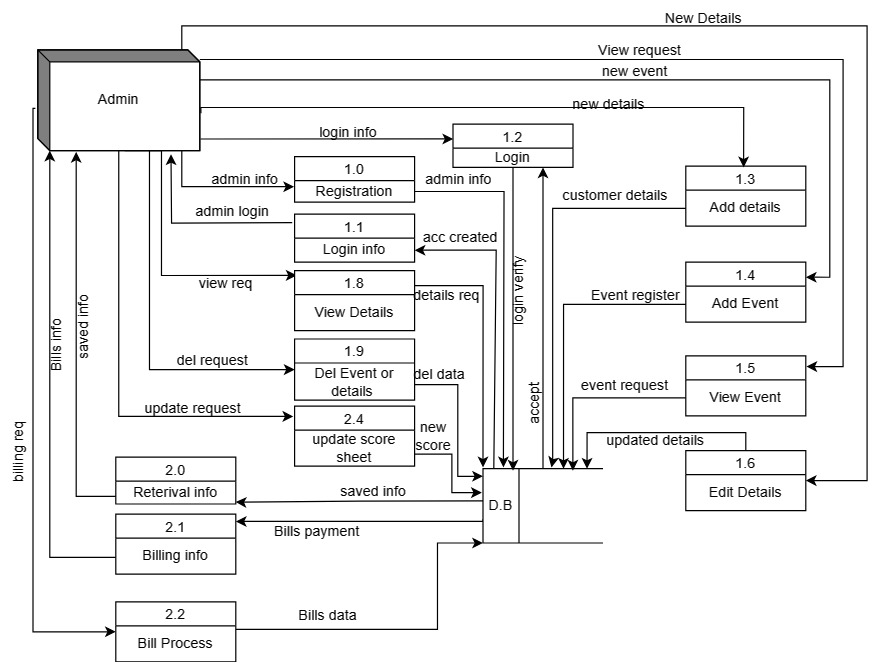 New Details
View request
new event
Admin
new details
login info
1.2
Login
1.0
Registration
admin info
admin info
1.3
Add details
customer details
admin login
1.1
Login info
acc created
login verify
view req
1.8
View Details
details req
1.4
Add Event
Event register
Bills info
saved info
del request
1.9
Del Event or
details
del data
1.5
View Event
event request
accept
update request
2.4
update score
sheet
new
score
updated details
1.6
Edit Details
billing req
2.0
Reterival info
saved info
D.B
2.1
Billing info
Bills payment
2.2
Bill Process
Bills data